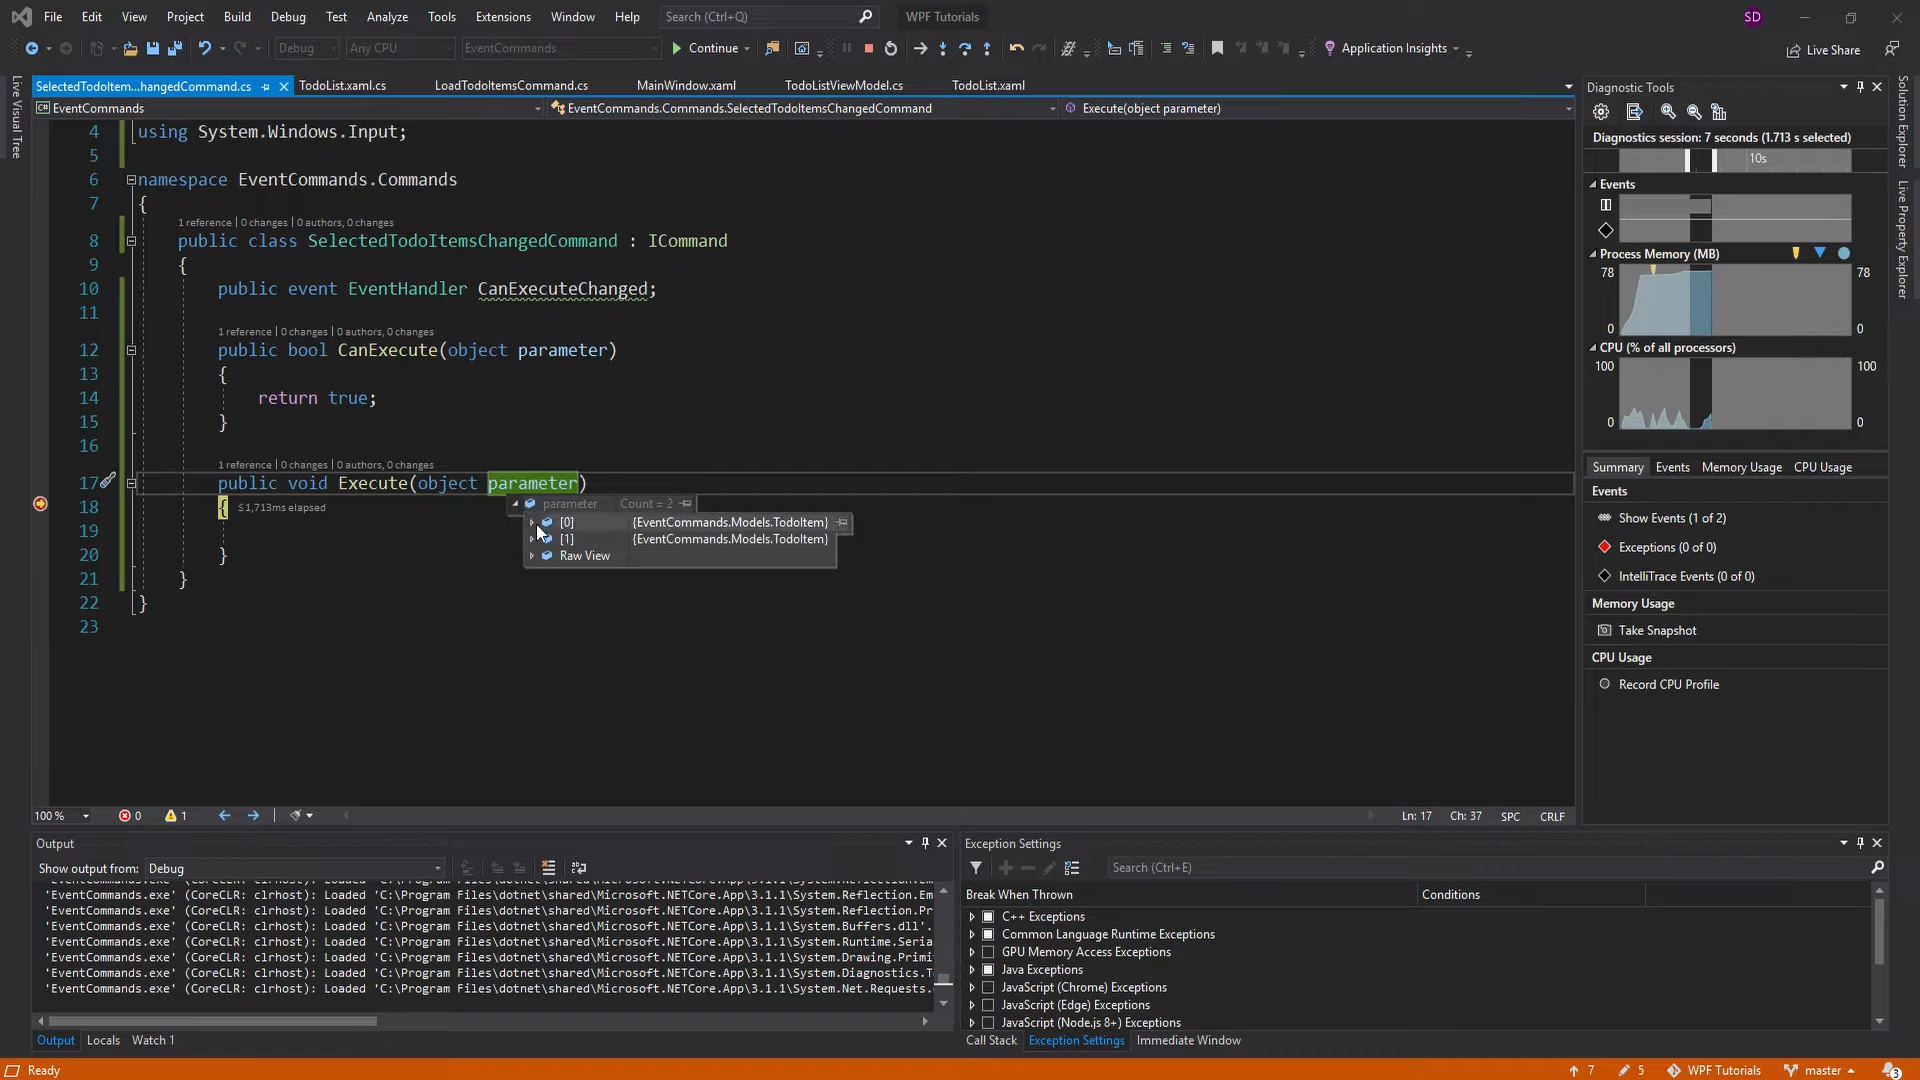 File Edit View Project Build Debug Test Analyze Tools Extensions Window Help Search (Ctrl+Q) WPF Tutorials SD
Debug Any CPU EventCommands Continue Application Insights Live Share
SelectedTodoItem...hangedCommand.cs TodoList.xaml.cs LoadTodoItemsCommand.cs MainWindow.xaml TodoListViewModel.cs TodoList.xaml
EventCommands EventCommands.Commands.SelectedTodoItemsChangedCommand Execute(object parameter)
Live Visual Tree
4 using System.Windows.Input;
5
6 namespace EventCommands.Commands
7 {
1 reference | 0 changes | 0 authors, 0 changes
8 public class SelectedTodoItemsChangedCommand : ICommand
9 {
10 public event EventHandler CanExecuteChanged;
11
1 reference | 0 changes | 0 authors, 0 changes
12 public bool CanExecute(object parameter)
13 {
14 return true;
15 }
16
1 reference | 0 changes | 0 authors, 0 changes
17 public void Execute(object parameter)
18 { ≤1,713ms elapsed
parameter Count = 2
[0] {EventCommands.Models.TodoItem}
19
[1] {EventCommands.Models.TodoItem}
20 }
Raw View
21 }
22 }
23
100 % 0 1 Ln: 17 Ch: 37 SPC CRLF
Diagnostic Tools
Diagnostics session: 7 seconds (1.713 s selected)
10s
Events
Process Memory (MB)
78 78
0 0
CPU (% of all processors)
100 100
0 0
Summary Events Memory Usage CPU Usage
Events
Show Events (1 of 2)
Exceptions (0 of 0)
IntelliTrace Events (0 of 0)
Memory Usage
Take Snapshot
CPU Usage
Record CPU Profile
Solution Explorer
Live Property Explorer
Output
Show output from: Debug
'EventCommands.exe' (CoreCLR: clrhost): Loaded 'C:\Program Files\dotnet\shared\Microsoft.NETCore.App\3.1.1\System.Reflection.Em
'EventCommands.exe' (CoreCLR: clrhost): Loaded 'C:\Program Files\dotnet\shared\Microsoft.NETCore.App\3.1.1\System.Reflection.Pr
'EventCommands.exe' (CoreCLR: clrhost): Loaded 'C:\Program Files\dotnet\shared\Microsoft.NETCore.App\3.1.1\System.Buffers.dll'.
'EventCommands.exe' (CoreCLR: clrhost): Loaded 'C:\Program Files\dotnet\shared\Microsoft.NETCore.App\3.1.1\System.Runtime.Seria
'EventCommands.exe' (CoreCLR: clrhost): Loaded 'C:\Program Files\dotnet\shared\Microsoft.NETCore.App\3.1.1\System.Drawing.Primi
'EventCommands.exe' (CoreCLR: clrhost): Loaded 'C:\Program Files\dotnet\shared\Microsoft.NETCore.App\3.1.1\System.Diagnostics.T
'EventCommands.exe' (CoreCLR: clrhost): Loaded 'C:\Program Files\dotnet\shared\Microsoft.NETCore.App\3.1.1\System.Net.Requests.
Output Locals Watch 1
Exception Settings
Search (Ctrl+E)
Break When Thrown Conditions
C++ Exceptions
Common Language Runtime Exceptions
GPU Memory Access Exceptions
Java Exceptions
JavaScript (Chrome) Exceptions
JavaScript (Edge) Exceptions
JavaScript (Node.js 8+) Exceptions
Call Stack Exception Settings Immediate Window
Ready 7 5 WPF Tutorials master 3